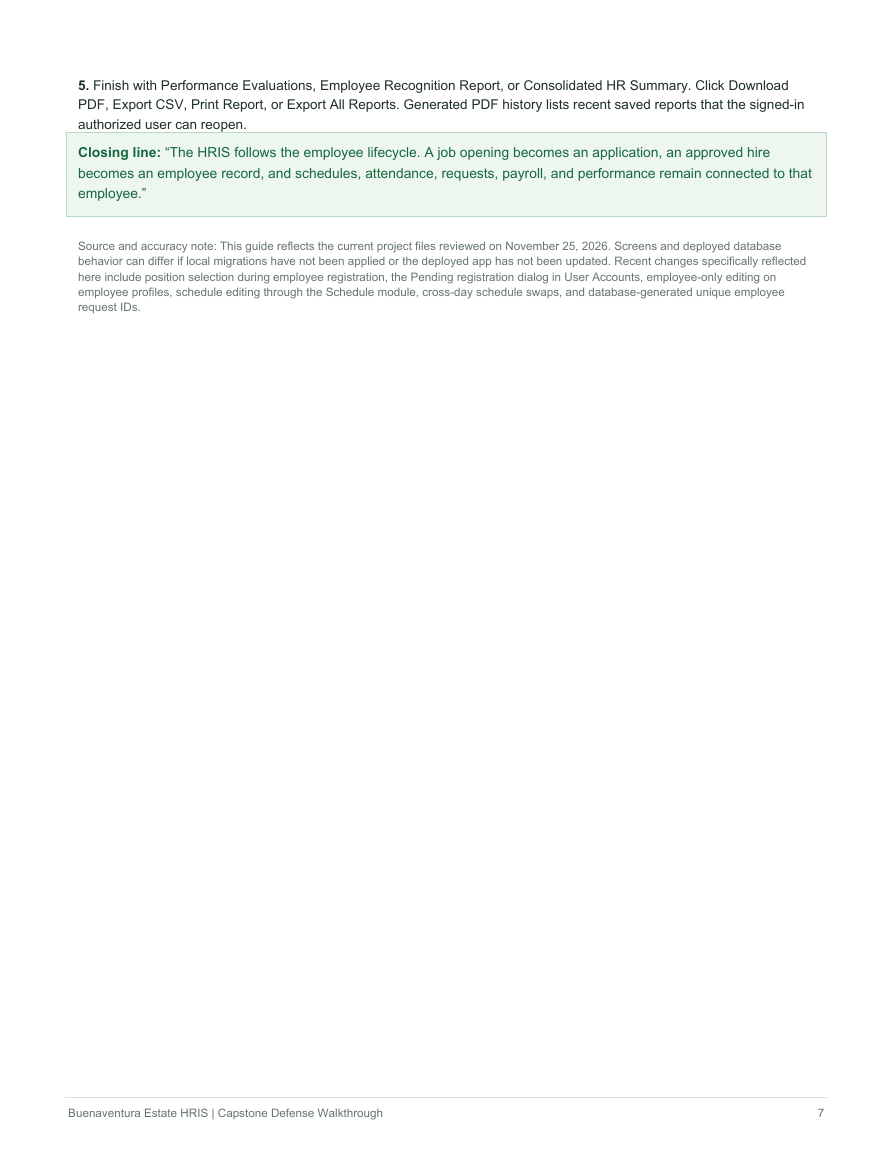 5. Finish with Performance Evaluations, Employee Recognition Report, or Consolidated HR Summary. Click Download
PDF, Export CSV, Print Report, or Export All Reports. Generated PDF history lists recent saved reports that the signed-in
authorized user can reopen.
Closing line: “The HRIS follows the employee lifecycle. A job opening becomes an application, an approved hire
becomes an employee record, and schedules, attendance, requests, payroll, and performance remain connected to that
employee.”
Source and accuracy note: This guide reflects the current project files reviewed on November 25, 2026. Screens and deployed database
behavior can differ if local migrations have not been applied or the deployed app has not been updated. Recent changes specifically reflected
here include position selection during employee registration, the Pending registration dialog in User Accounts, employee-only editing on
employee profiles, schedule editing through the Schedule module, cross-day schedule swaps, and database-generated unique employee
request IDs.
Buenaventura Estate HRIS | Capstone Defense Walkthrough
7